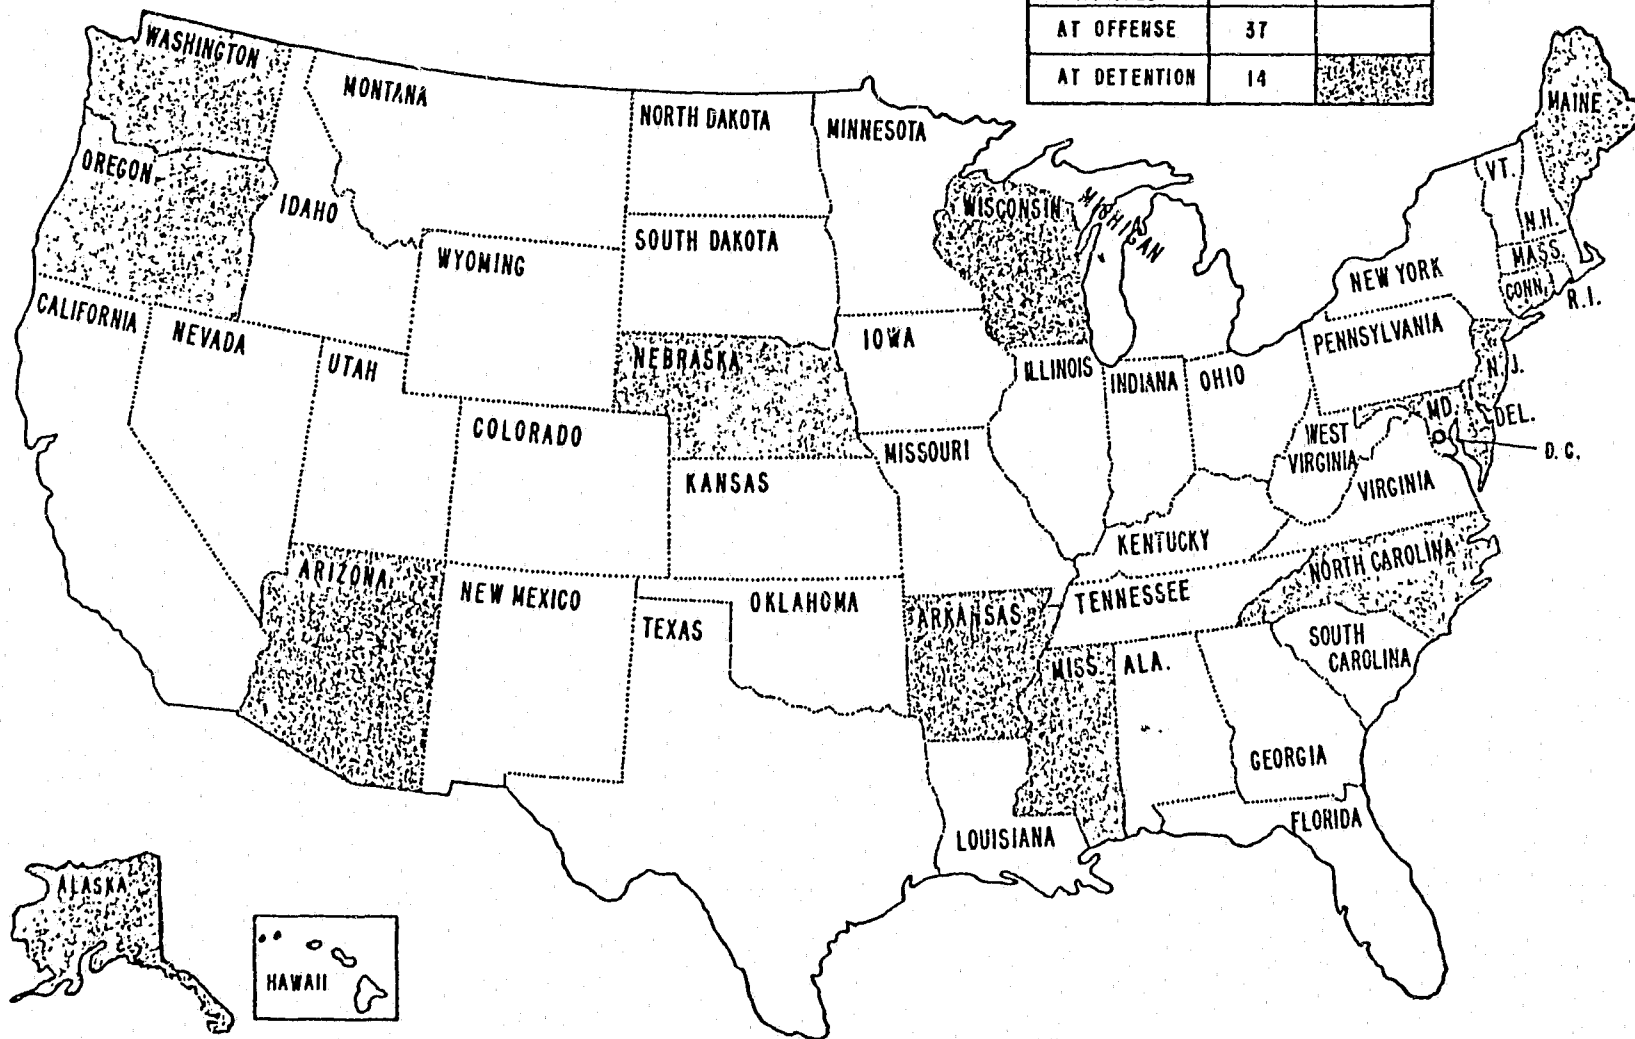 AT OFFENSE 37
AT DETENTION 14
WASHINGTON
MONTANA
NORTH DAKOTA
MINNESOTA
MAINE
OREGON
IDAHO
WISCONSIN
MICHIGAN
VT.
N.H.
SOUTH DAKOTA
WYOMING
MASS.
NEW YORK
CONN.
R.I.
CALIFORNIA
NEVADA
UTAH
NEBRASKA
IOWA
ILLINOIS
INDIANA
OHIO
PENNSYLVANIA
N.J.
MD.
DEL.
COLORADO
KANSAS
MISSOURI
WEST
VIRGINIA
D.C.
VIRGINIA
KENTUCKY
NORTH CAROLINA
ARIZONA
NEW MEXICO
TEXAS
OKLAHOMA
ARKANSAS
TENNESSEE
SOUTH
CAROLINA
MISS.
ALA.
GEORGIA
LOUISIANA
FLORIDA
ALASKA
HAWAII